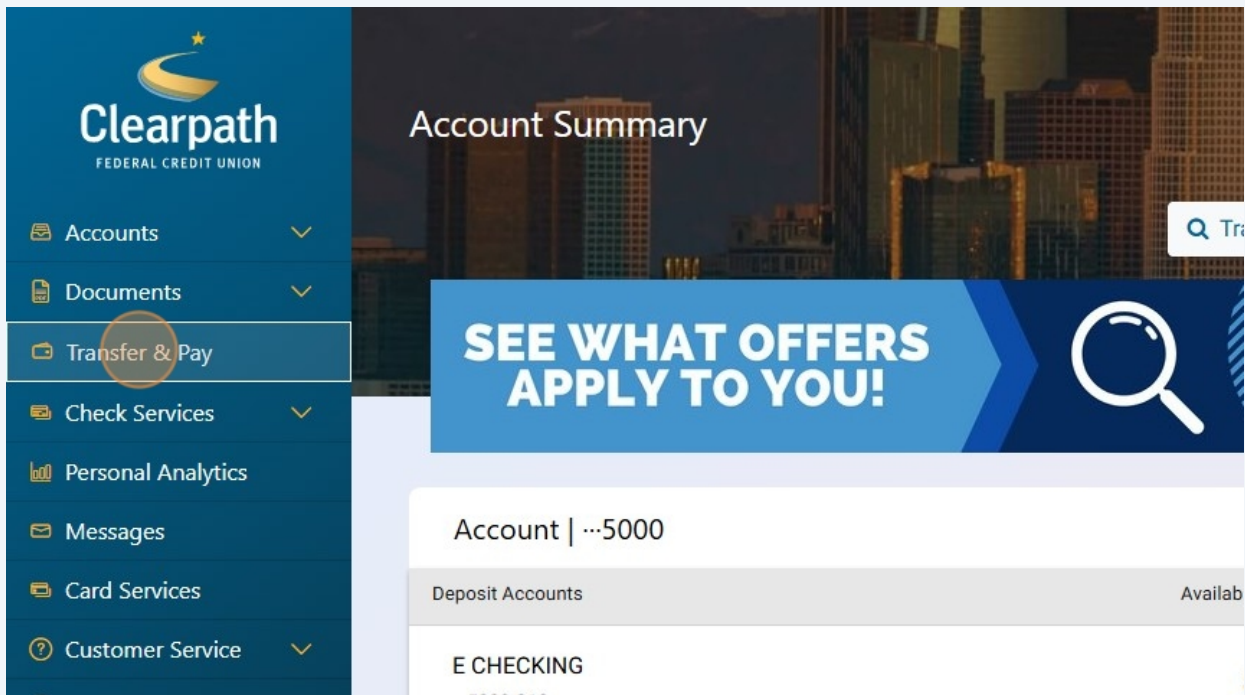 Clearpath
FEDERAL CREDIT UNION
Accounts
Documents
Transfer & Pay
Check Services
Personal Analytics
Messages
Card Services
Customer Service
Account Summary
SEE WHAT OFFERS
APPLY TO YOU!
Account | ···5000
Deposit Accounts
E CHECKING